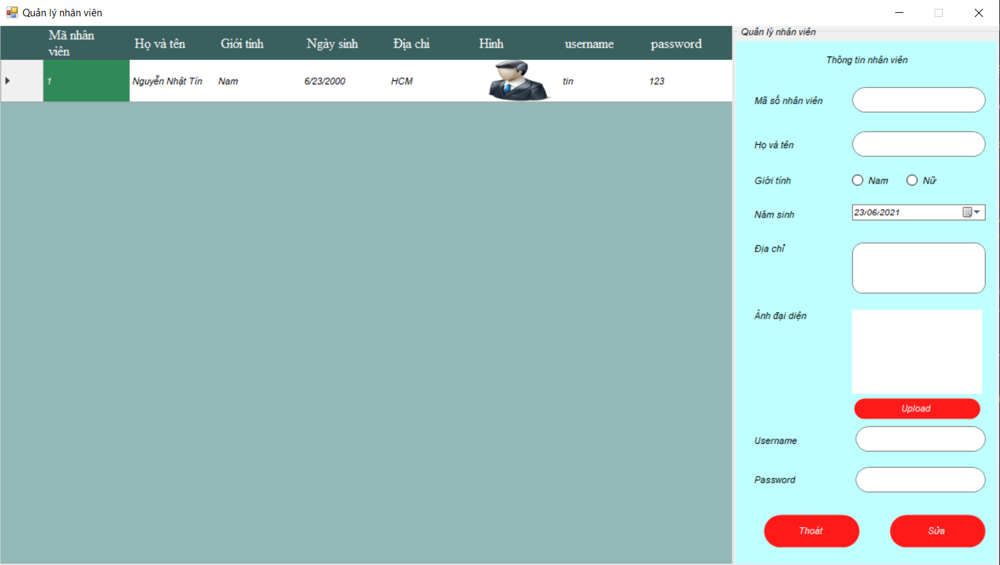 Quản lý nhân viên
Mã nhân viên
Họ và tên
Giới tính
Ngày sinh
Địa chỉ
Hình
username
password
1
Nguyễn Nhật Tín
Nam
6/23/2000
HCM
tin
123
Quản lý nhân viên
Thông tin nhân viên
Mã số nhân viên
Họ và tên
Giới tính
Nam
Nữ
Năm sinh
23/06/2021
Địa chỉ
Ảnh đại diện
Upload
Username
Password
Thoát
Sửa